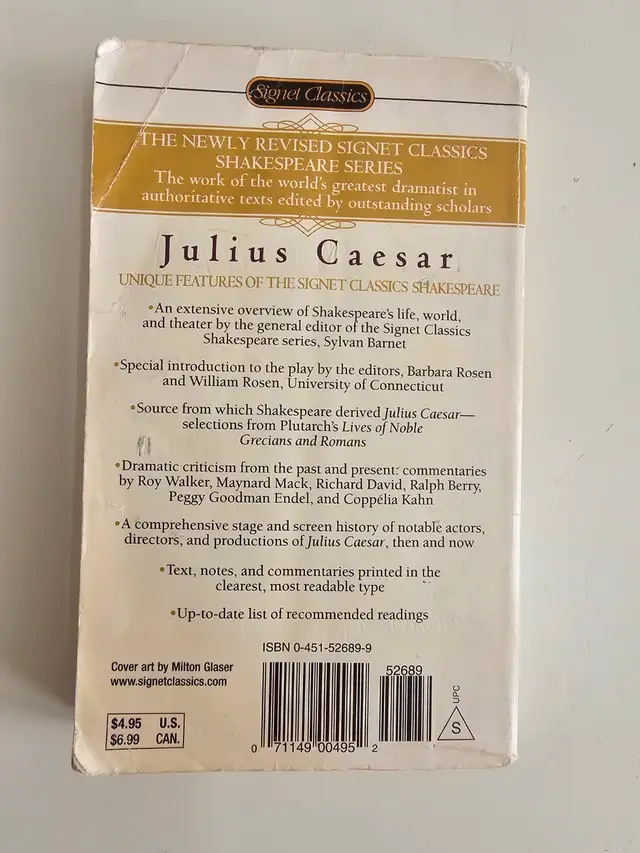 Signet Classics
THE NEWLY REVISED SIGNET CLASSICS
SHAKESPEARE SERIES
The work of the world's greatest dramatist in
authoritative texts edited by outstanding scholars
Julius Caesar
UNIQUE FEATURES OF THE SIGNET CLASSICS SHAKESPEARE
•An extensive overview of Shakespeare's life, world,
and theater by the general editor of the Signet Classics
Shakespeare series, Sylvan Barnet
•Special introduction to the play by the editors, Barbara Rosen
and William Rosen, University of Connecticut
•Source from which Shakespeare derived Julius Caesar—
selections from Plutarch's Lives of Noble
Grecians and Romans
•Dramatic criticism from the past and present: commentaries
by Roy Walker, Maynard Mack, Richard David, Ralph Berry,
Peggy Goodman Endel, and Coppélia Kahn
•A comprehensive stage and screen history of notable actors,
directors, and productions of Julius Caesar, then and now
•Text, notes, and commentaries printed in the
clearest, most readable type
•Up-to-date list of recommended readings
ISBN 0-451-52689-9
Cover art by Milton Glaser
www.signetclassics.com
52689
UPC
S
$4.95 U.S.
$6.99 CAN.
0 71149 00495 2